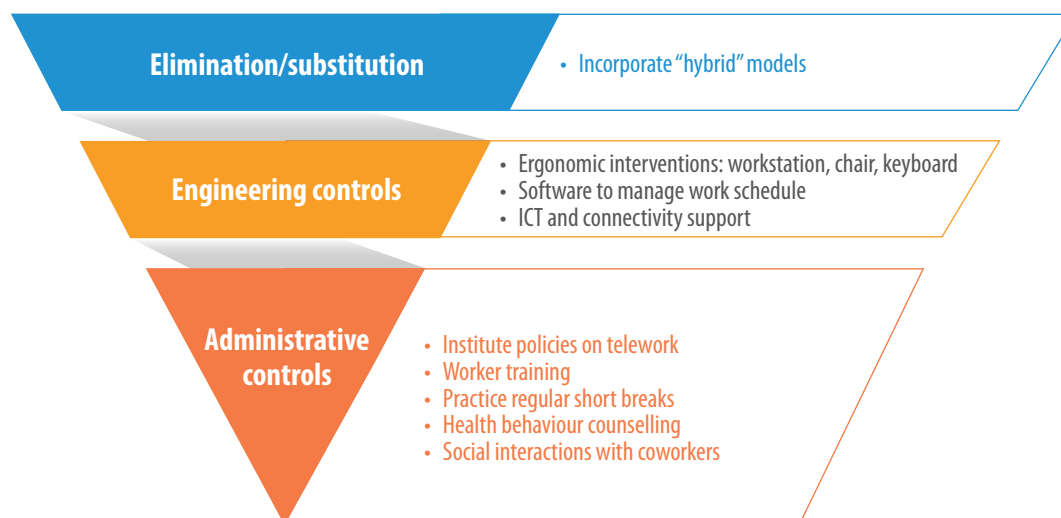 Elimination/substitution
• Incorporate “hybrid” models
Engineering controls
• Ergonomic interventions: workstation, chair, keyboard
• Software to manage work schedule
• ICT and connectivity support
Administrative
controls
• Institute policies on telework
• Worker training
• Practice regular short breaks
• Health behaviour counselling
• Social interactions with coworkers